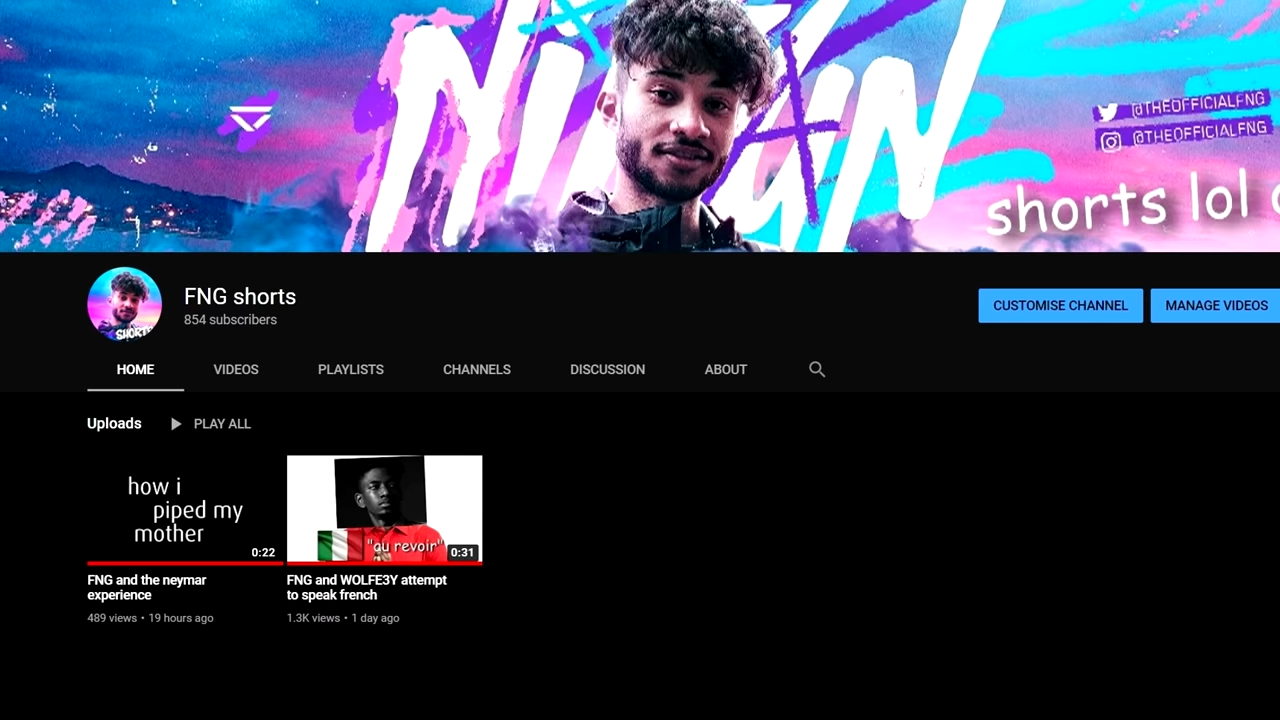 @THEOFFICIALFNG
@THEOFFICIALFNG
shorts lol
FNG shorts
854 subscribers
CUSTOMISE CHANNEL
MANAGE VIDEOS
HOME
VIDEOS
PLAYLISTS
CHANNELS
DISCUSSION
ABOUT
Uploads
PLAY ALL
how i
piped my
mother
0:22
"au revoir"
0:31
FNG and the neymar
experience
489 views • 19 hours ago
FNG and WOLFE3Y attempt
to speak french
1.3K views • 1 day ago
SHORTS